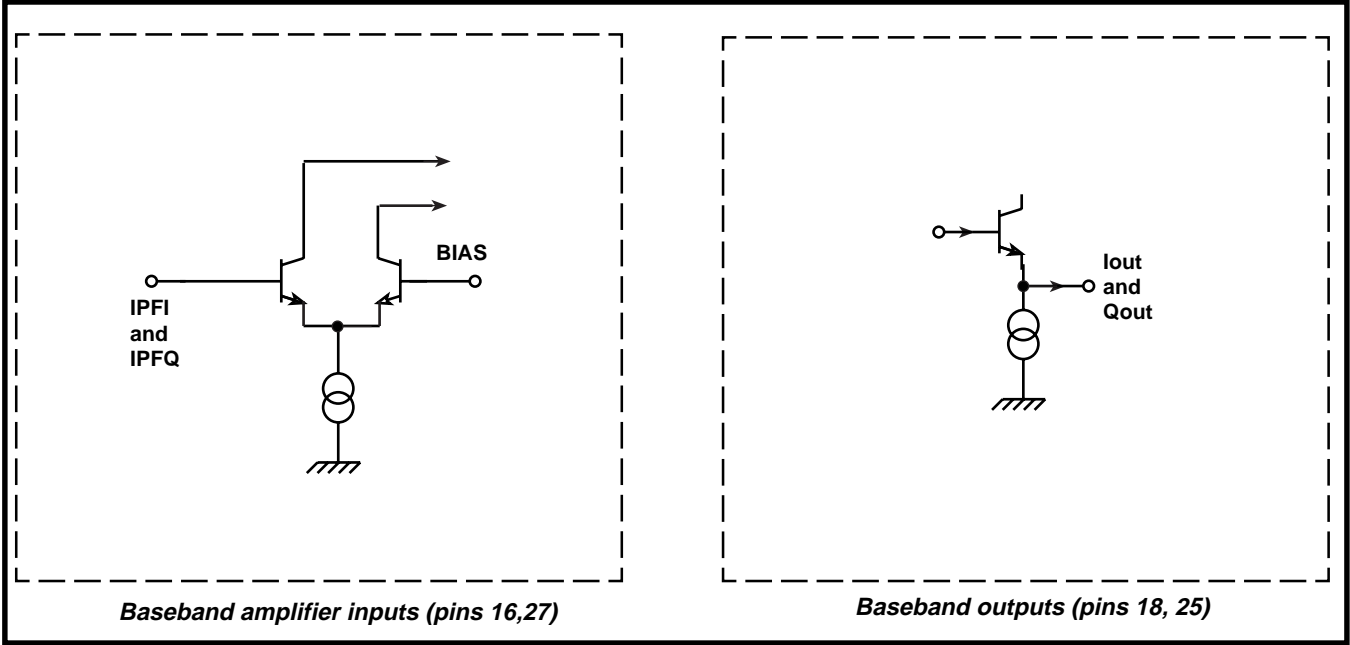 BIAS
IPFI
and
IPFQ
Baseband amplifier inputs (pins 16,27)
Iout
and
Qout
Baseband outputs (pins 18, 25)